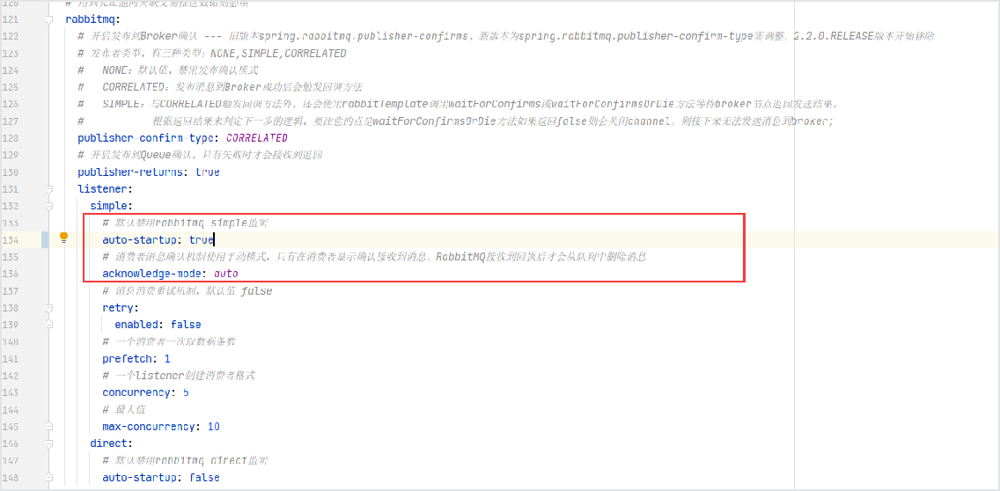 120
121 rabbitmq:
122 # 开启发布到Broker确认 --- 旧版本spring.rabbitmq.publisher-confirms，新版本为spring.rabbitmq.publisher-confirm-type需调整，2.2.0.RELEASE版本开始移除
123 # 发布者类型，有三种类型：NONE,SIMPLE,CORRELATED
124 #   NONE：默认值，禁用发布确认模式
125 #   CORRELATED：发布消息到Broker成功后会触发回调方法
126 #   SIMPLE：与CORRELATED触发回调方法外，还会使用rabbitTemplate调用waitForConfirms或waitForConfirmsOrDie方法等待broker节点返回发送结果，
127 #           根据返回结果来判定下一步的逻辑，要注意的点是waitForConfirmsOrDie方法如果返回false则会关闭channel，则接下来无法发送消息到broker;
128 publisher-confirm-type: CORRELATED
129 # 开启发布到Queue确认，只有失败时才会接收到返回
130 publisher-returns: true
131 listener:
132 simple:
133 # 默认禁用rabbitmq simple监听
134 auto-startup: true
135 # 消费者消息确认机制使用手动模式，只有在消费者显示确认接收到消息，RabbitMQ接收到回执后才会从队列中删除消息
136 acknowledge-mode: auto
137 # 消息消费重试机制，默认值 false
138 retry:
139 enabled: false
140 # 一个消费者一次取数据条数
141 prefetch: 1
142 # 一个listener创建消费者格式
143 concurrency: 5
144 # 最大值
145 max-concurrency: 10
146 direct:
147 # 默认禁用rabbitmq direct监听
148 auto-startup: false